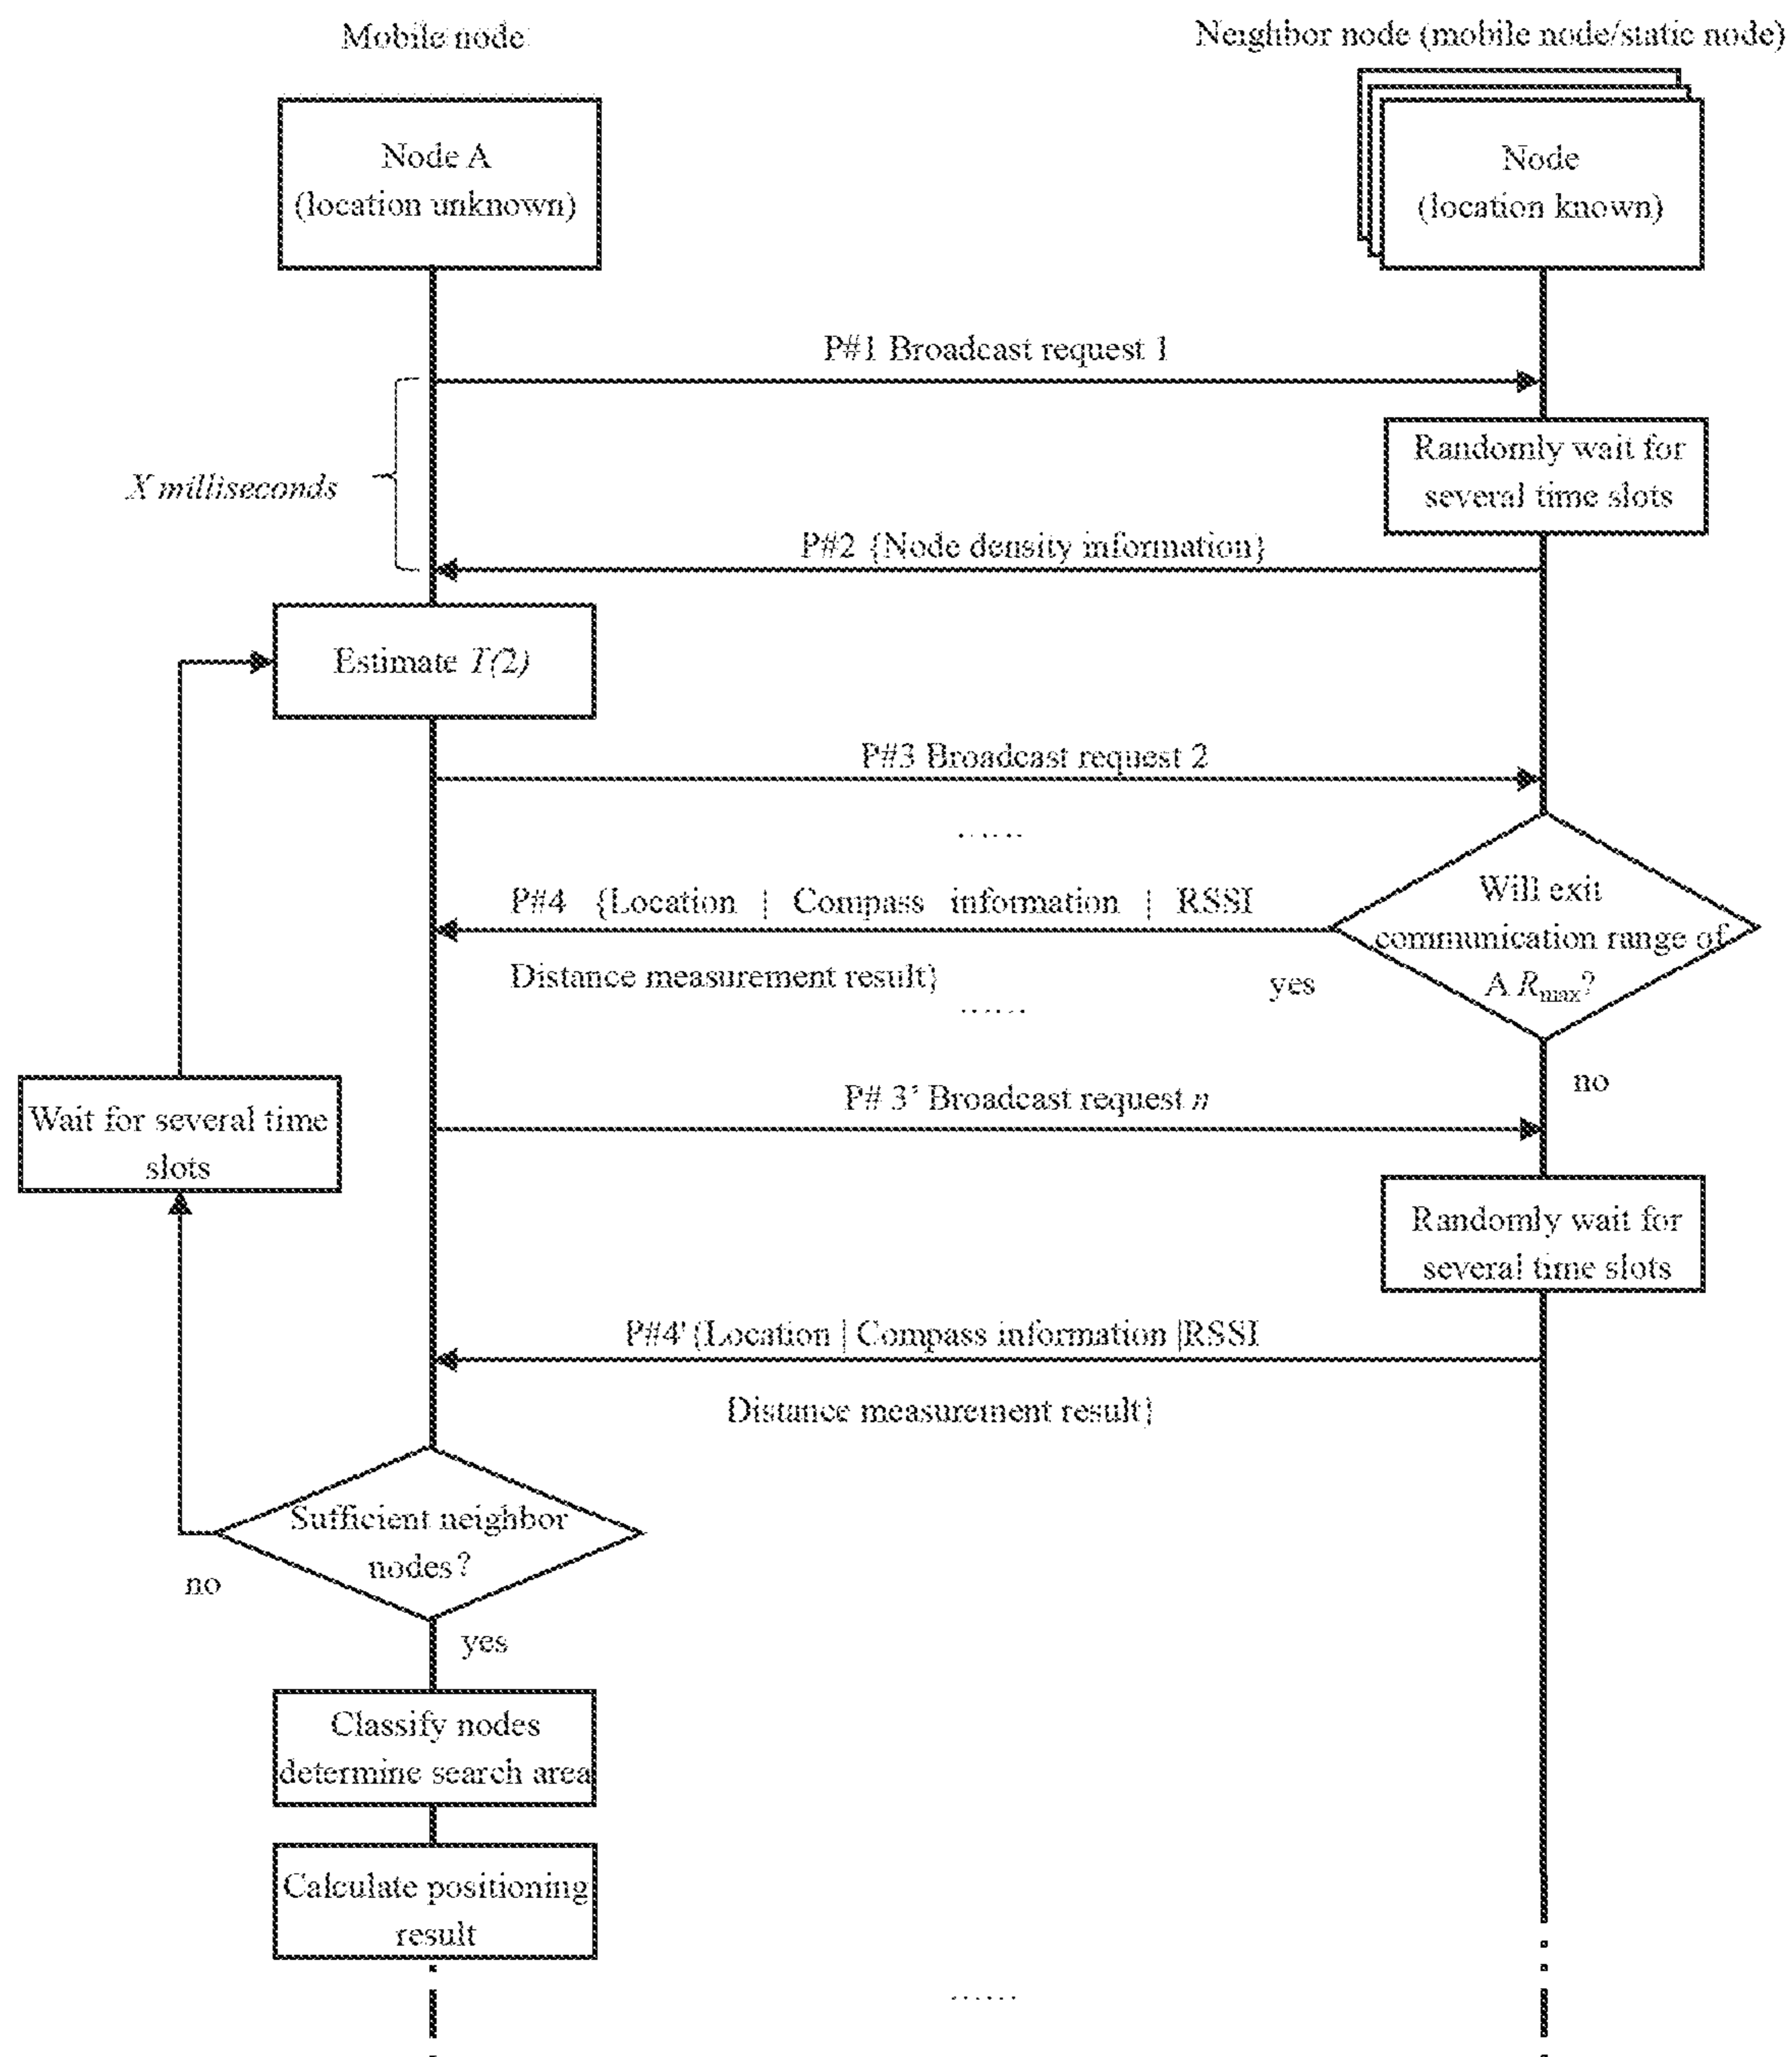 Mobile node
Neighbor node (mobile node/static node)
Node A
(location unknown)
Node
(location known)
P#1 Broadcast request 1
Randomly wait for
several time slots
X milliseconds
P#2 {Node density information}
Estimate T(2)
P#3 Broadcast request 2
......
Will exit
communication range of
A Rmax?
P#4 {Location | Compass information | RSSI
Distance measurement result}
yes
......
no
P# 3' Broadcast request n
Wait for several time
slots
Randomly wait for
several time slots
P#4' {Location | Compass information |RSSI
Distance measurement result}
Sufficient neighbor
nodes?
no
yes
Classify nodes
determine search area
Calculate positioning
result
......